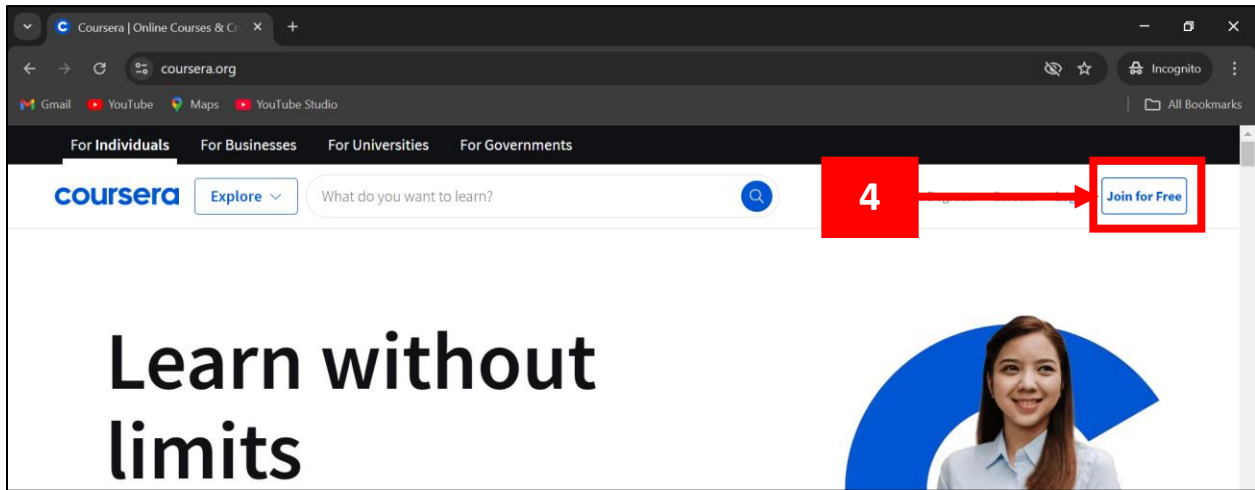 Coursera | Online Courses & Cr
coursera.org
Incognito
Gmail YouTube Maps YouTube Studio All Bookmarks
For Individuals For Businesses For Universities For Governments
coursera Explore What do you want to learn? 4 Join for Free
Learn without
limits